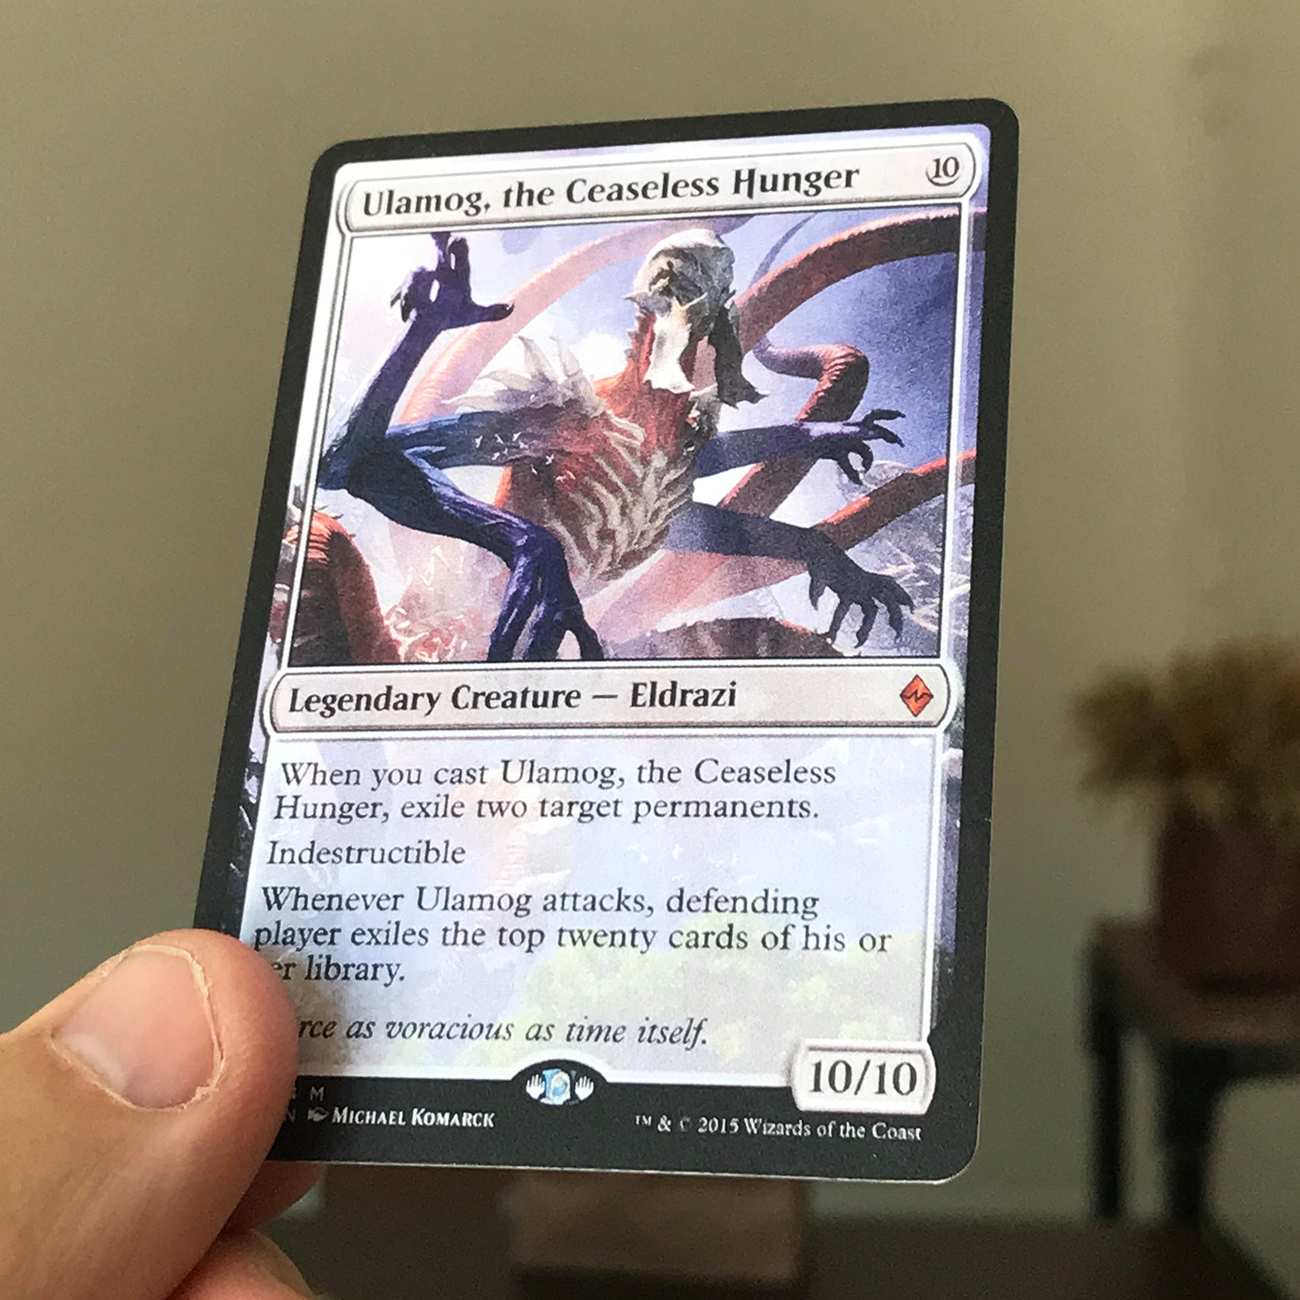 Ulamog, the Ceaseless Hunger 10
Legendary Creature — Eldrazi
When you cast Ulamog, the Ceaseless
Hunger, exile two target permanents.
Indestructible
Whenever Ulamog attacks, defending
player exiles the top twenty cards of his or
er library.
rce as voracious as time itself.
10/10
M
N MICHAEL KOMARCK
™ & © 2015 Wizards of the Coast